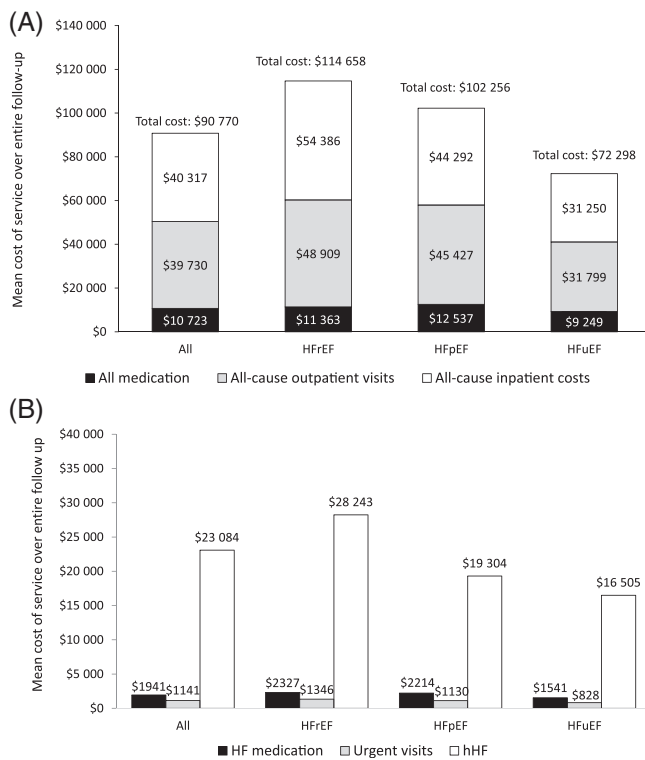 (A)
Mean cost of service over entire follow-up
$140 000
$120 000
$100 000
$80 000
$60 000
$40 000
$20 000
$0
Total cost: $90 770
Total cost: $114 658
Total cost: $102 256
Total cost: $72 298
$40 317
$54 386
$44 292
$31 250
$39 730
$48 909
$45 427
$31 799
$10 723
$11 363
$12 537
$9 249
All HFrEF HFpEF HFuEF
All medication All-cause outpatient visits All-cause inpatient costs
(B)
Mean cost of service over entire follow up
$40 000
$35 000
$30 000
$25 000
$20 000
$15 000
$10 000
$5 000
$0
$1941 $1141 $23 084
$2327 $1346 $28 243
$2214 $1130 $19 304
$1541 $828 $16 505
All HFrEF HFpEF HFuEF
HF medication Urgent visits hHF